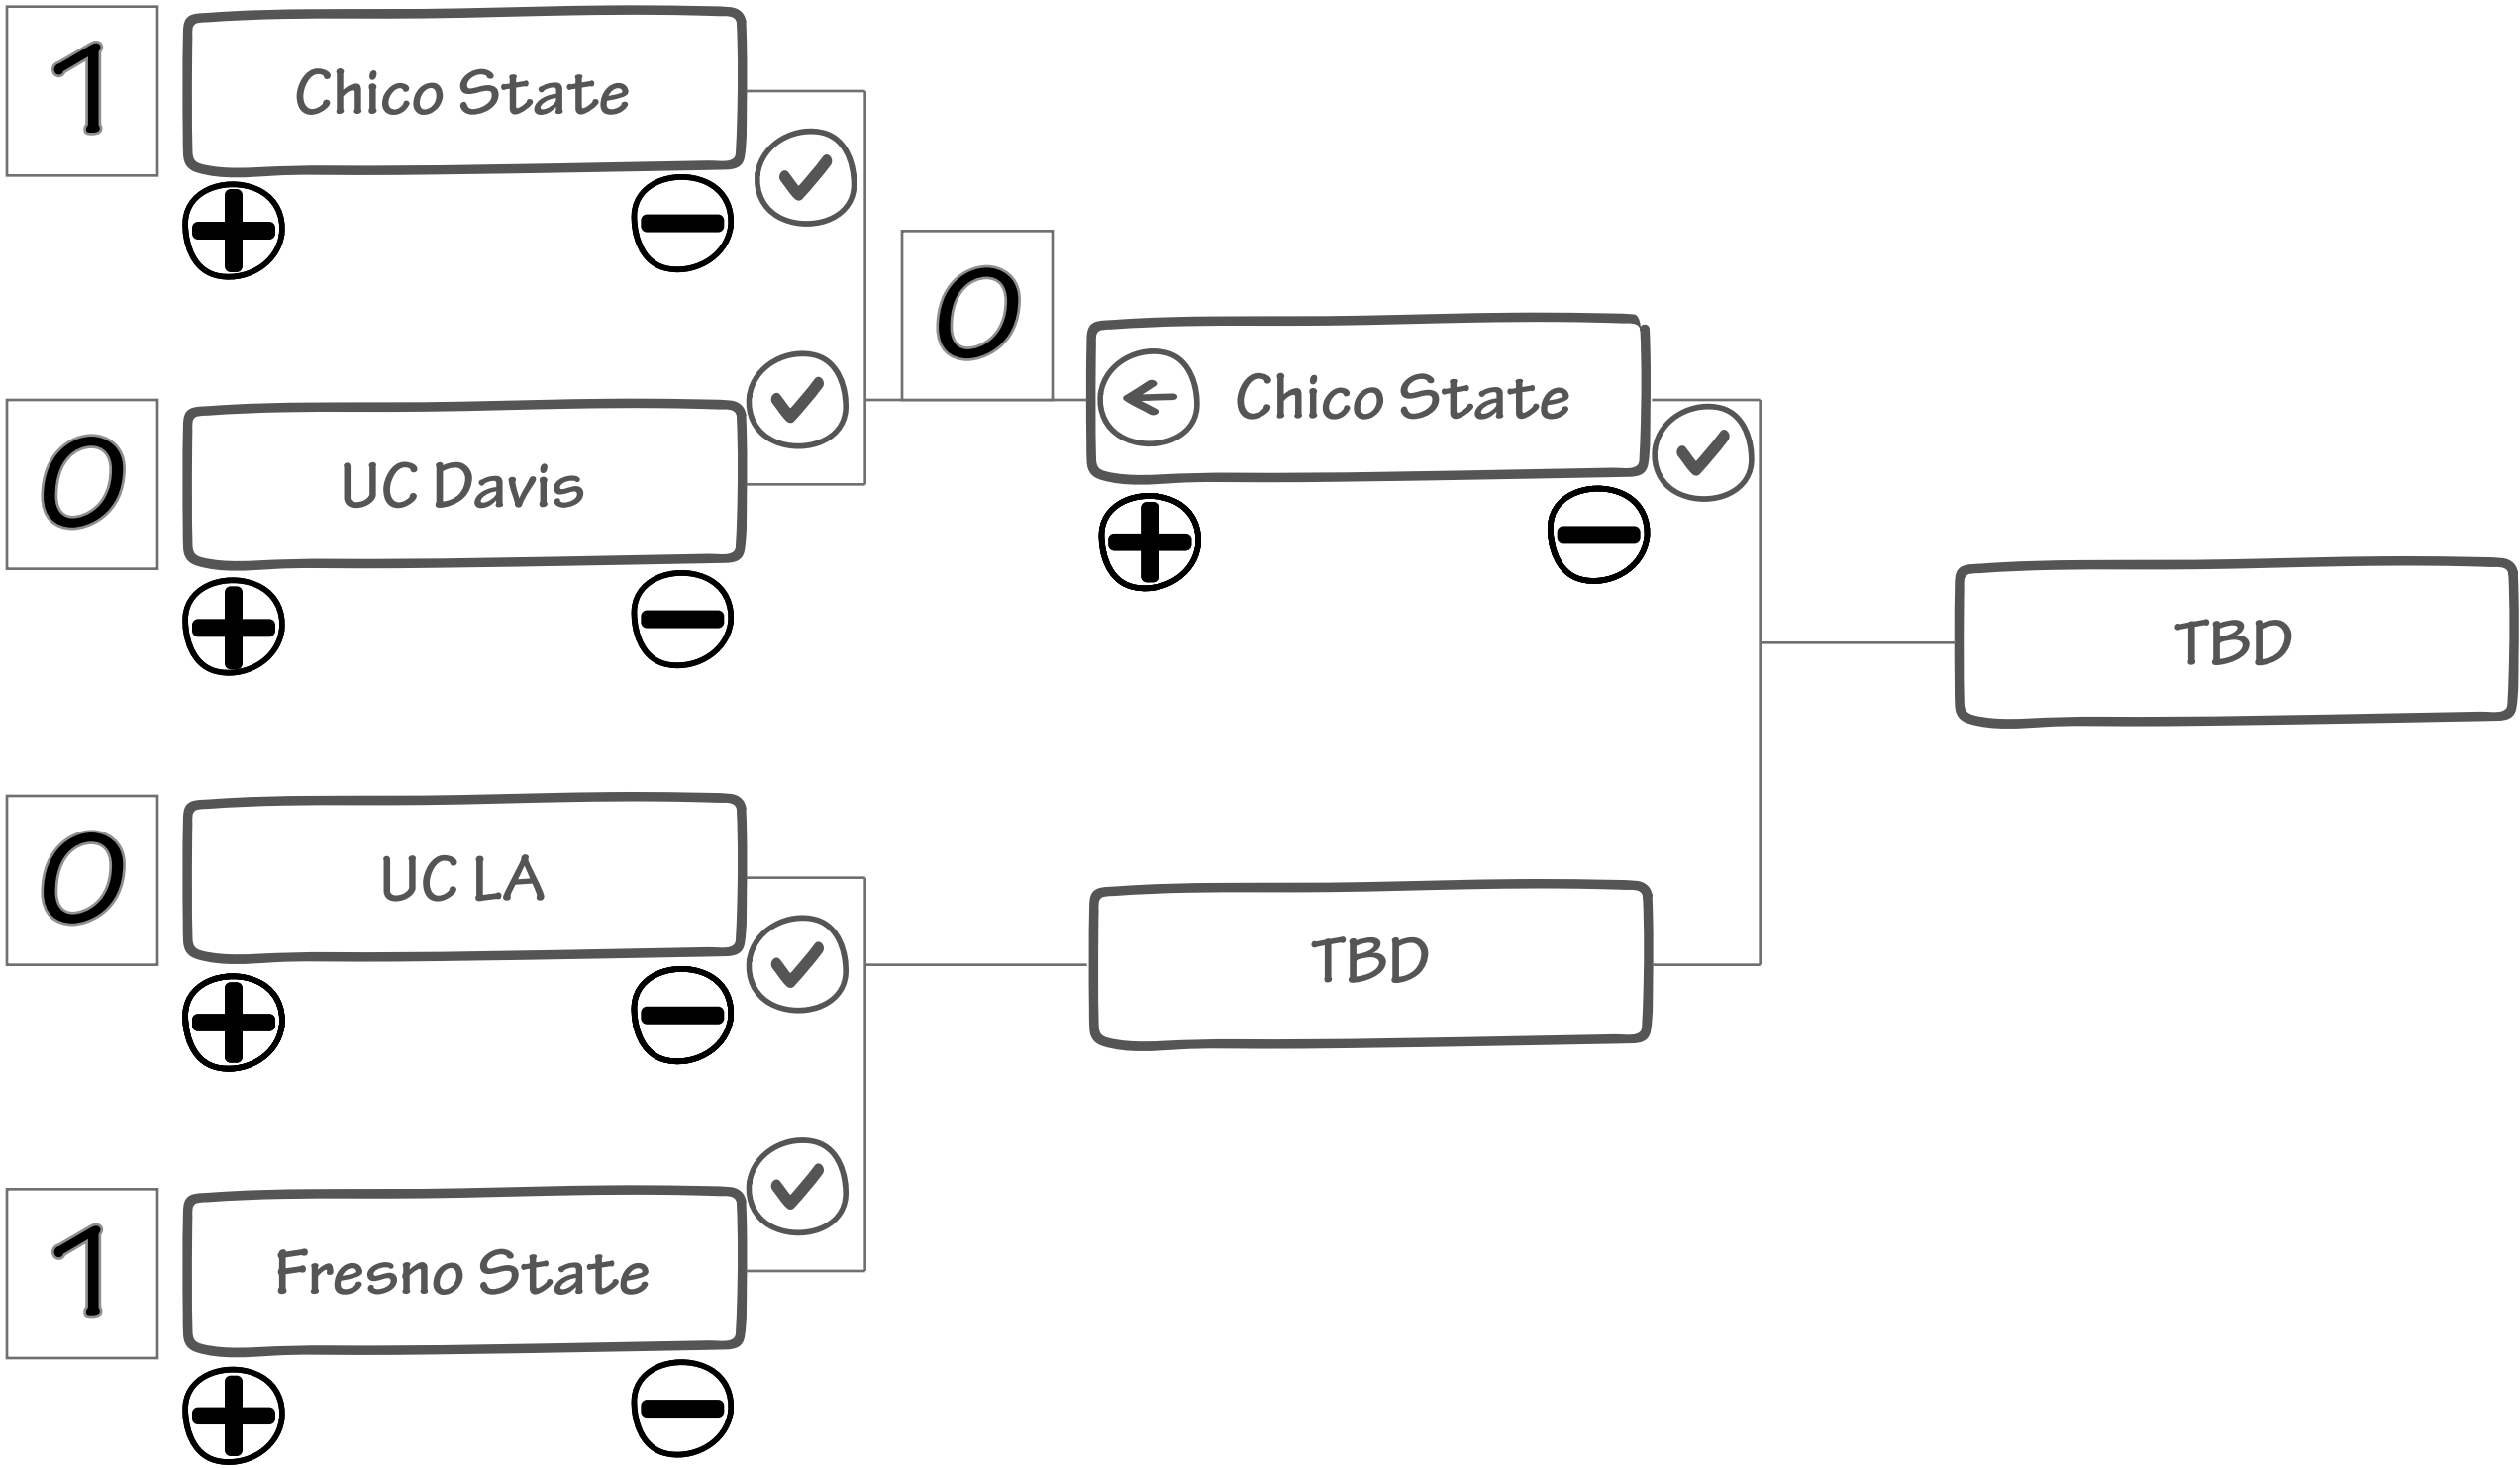 1
Chico State
0
Chico State
0
UC Davis
TBD
0
UC LA
TBD
1
Fresno State